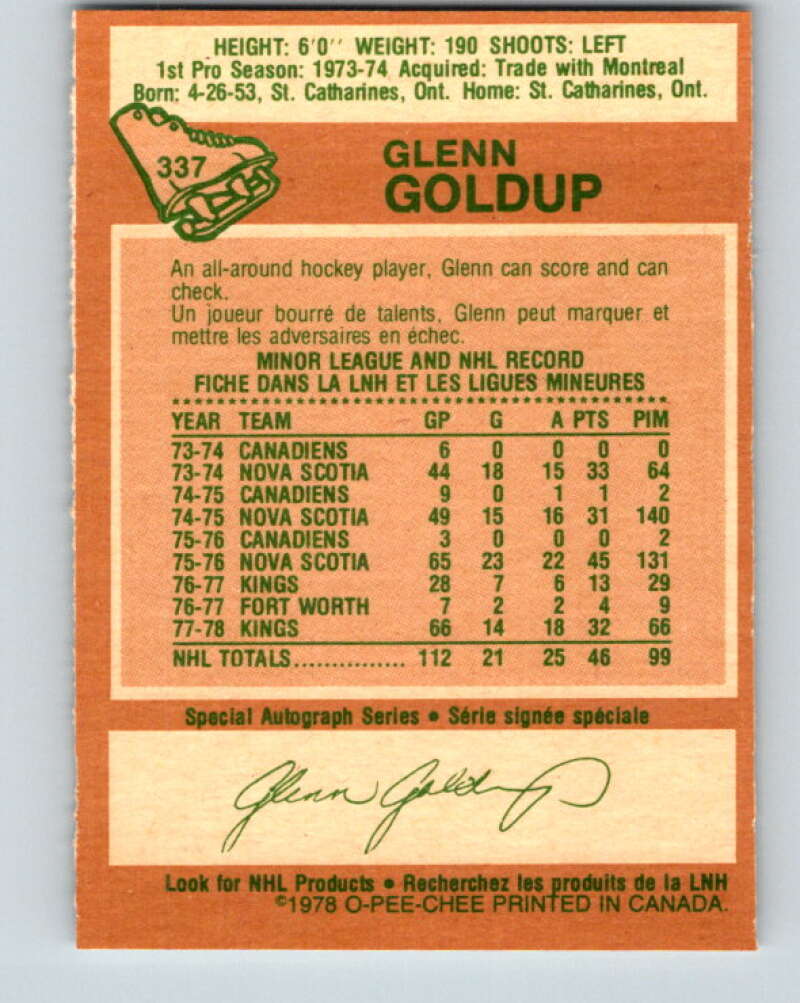 HEIGHT: 6'0'' WEIGHT: 190 SHOOTS: LEFT
1st Pro Season: 1973-74 Acquired: Trade with Montreal
Born: 4-26-53, St. Catharines, Ont. Home: St. Catharines, Ont.
337
GLENN
GOLDUP
An all-around hockey player, Glenn can score and can
check.
Un joueur bourré de talents, Glenn peut marquer et
mettre les adversaires en échec.
MINOR LEAGUE AND NHL RECORD
FICHE DANS LA LNH ET LES LIGUES MINEURES
YEAR TEAM GP G A PTS PIM
73-74 CANADIENS 6 0 0 0 0
73-74 NOVA SCOTIA 44 18 15 33 64
74-75 CANADIENS 9 0 1 1 2
74-75 NOVA SCOTIA 49 15 16 31 140
75-76 CANADIENS 3 0 0 0 2
75-76 NOVA SCOTIA 65 23 22 45 131
76-77 KINGS 28 7 6 13 29
76-77 FORT WORTH 7 2 2 4 9
77-78 KINGS 66 14 18 32 66
NHL TOTALS............... 112 21 25 46 99
Special Autograph Series • Série signée spéciale
Glenn Goldup
Look for NHL Products • Recherchez les produits de la LNH
©1978 O-PEE-CHEE PRINTED IN CANADA.